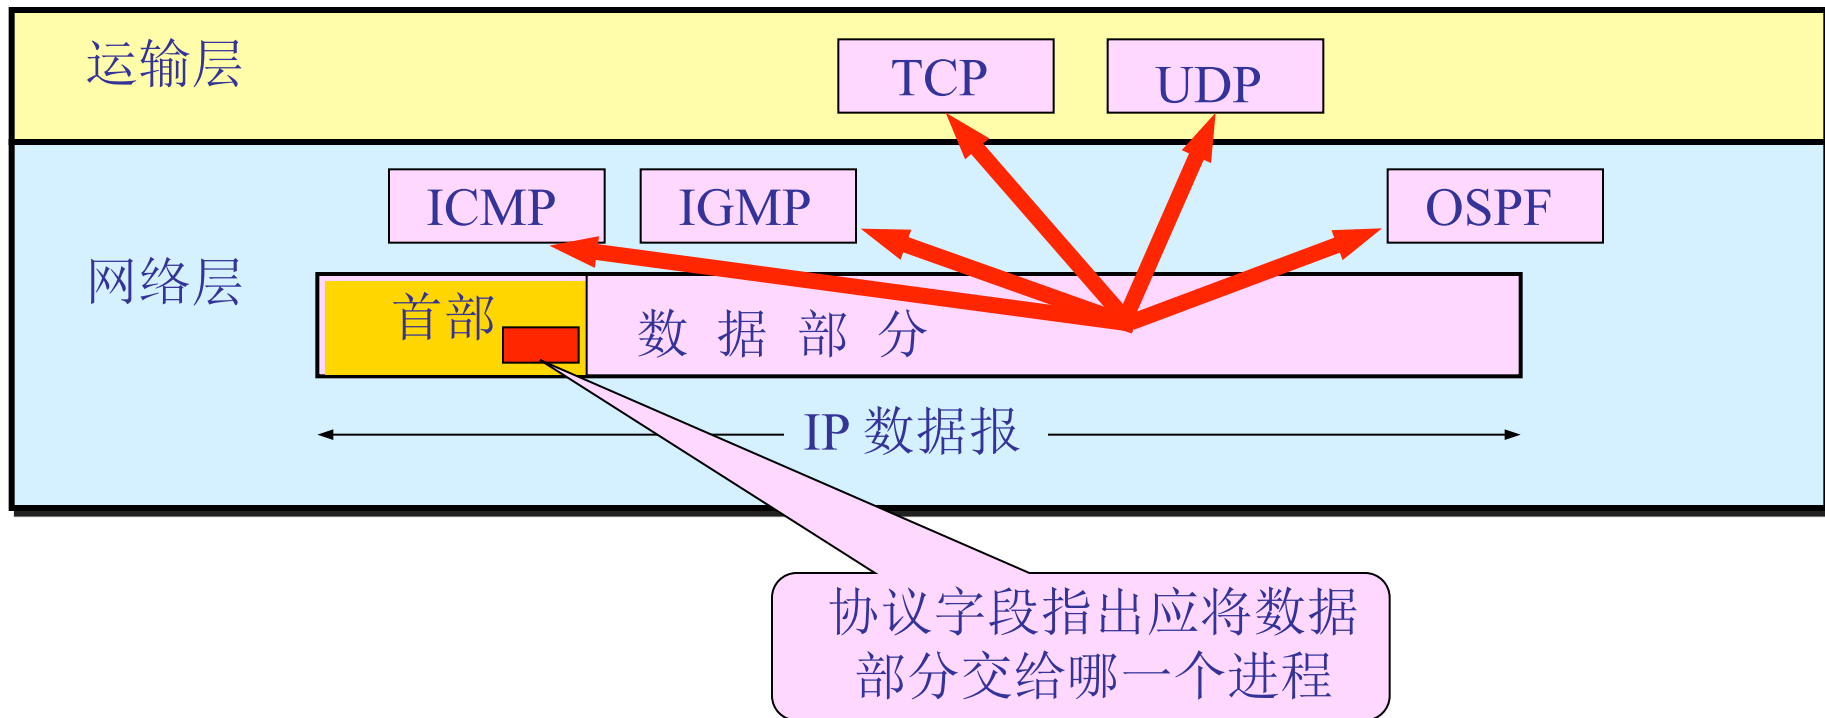 运输层
TCP
UDP
ICMP
IGMP
OSPF
网络层
首部
数 据 部 分
IP 数据报
协议字段指出应将数据
部分交给哪一个进程